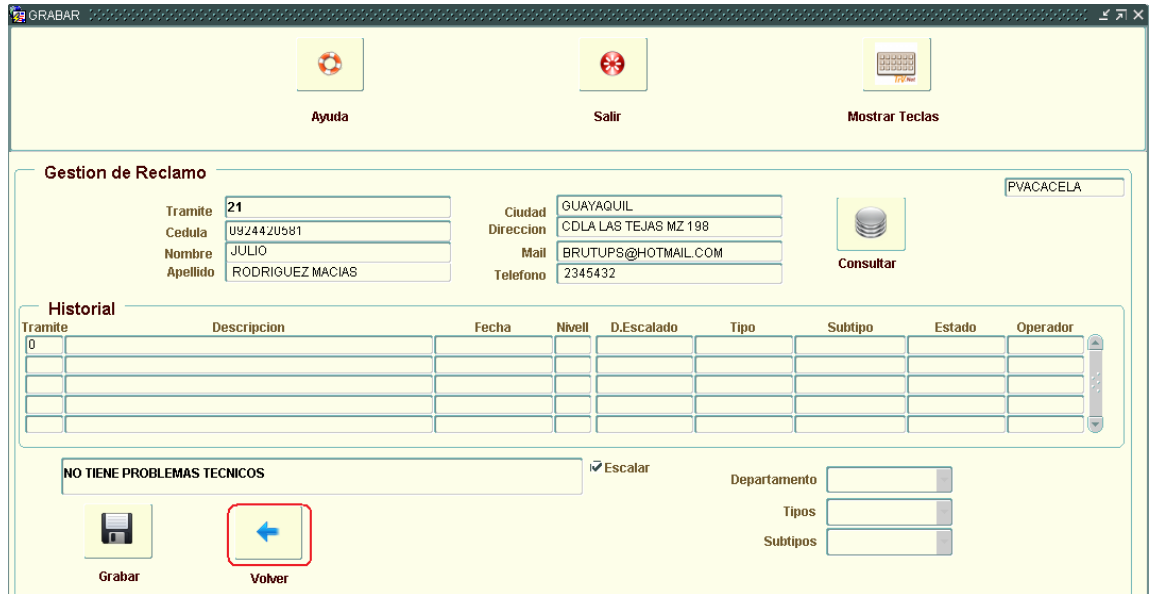 GRABAR
Ayuda Salir Mostrar Teclas
Gestion de Reclamo
PVACACELA
Tramite 21 Ciudad GUAYAQUIL
Cedula 0924420581 Direccion CDLA LAS TEJAS MZ 198
Nombre JULIO Mail BRUTUPS@HOTMAIL.COM
Apellido RODRIGUEZ MACIAS Telefono 2345432
Consultar
Historial
Tramite Descripcion Fecha Nivell D.Escalado Tipo Subtipo Estado Operador
0
NO TIENE PROBLEMAS TECNICOS Escalar
Departamento
Tipos
Subtipos
Grabar Volver